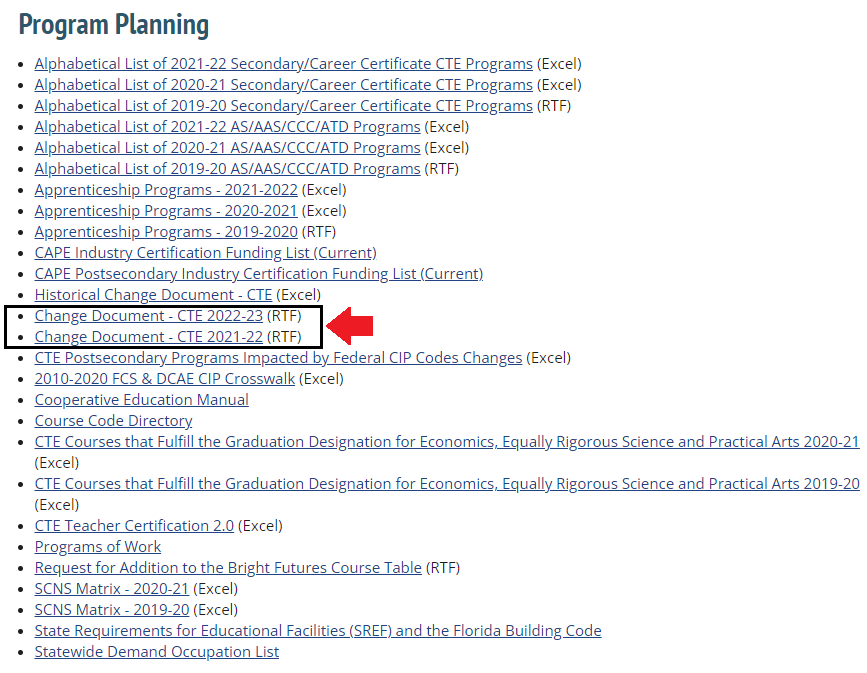 Program Planning
Alphabetical List of 2021-22 Secondary/Career Certificate CTE Programs (Excel)
Alphabetical List of 2020-21 Secondary/Career Certificate CTE Programs (Excel)
Alphabetical List of 2019-20 Secondary/Career Certificate CTE Programs (RTF)
Alphabetical List of 2021-22 AS/AAS/CCC/ATD Programs (Excel)
Alphabetical List of 2020-21 AS/AAS/CCC/ATD Programs (Excel)
Alphabetical List of 2019-20 AS/AAS/CCC/ATD Programs (RTF)
Apprenticeship Programs - 2021-2022 (Excel)
Apprenticeship Programs - 2020-2021 (Excel)
Apprenticeship Programs - 2019-2020 (RTF)
CAPE Industry Certification Funding List (Current)
CAPE Postsecondary Industry Certification Funding List (Current)
Historical Change Document - CTE (Excel)
Change Document - CTE 2022-23 (RTF)
Change Document - CTE 2021-22 (RTF)
CTE Postsecondary Programs Impacted by Federal CIP Codes Changes (Excel)
2010-2020 FCS & DCAE CIP Crosswalk (Excel)
Cooperative Education Manual
Course Code Directory
CTE Courses that Fulfill the Graduation Designation for Economics, Equally Rigorous Science and Practical Arts 2020-21
(Excel)
CTE Courses that Fulfill the Graduation Designation for Economics, Equally Rigorous Science and Practical Arts 2019-20
(Excel)
CTE Teacher Certification 2.0 (Excel)
Programs of Work
Request for Addition to the Bright Futures Course Table (RTF)
SCNS Matrix - 2020-21 (Excel)
SCNS Matrix - 2019-20 (Excel)
State Requirements for Educational Facilities (SREF) and the Florida Building Code
Statewide Demand Occupation List